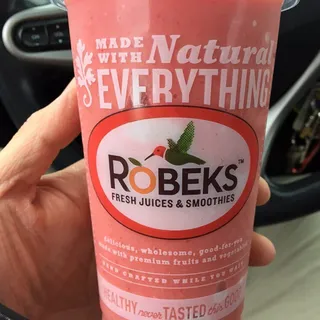 MADE
WITH Natural
EVERYTHING
ROBEKS™
FRESH JUICES & SMOOTHIES
delicious, wholesome, good-for-you
made with premium fruits and vegetables
HAND CRAFTED WHILE YOU WAIT
HEALTHY never TASTED this GOOD